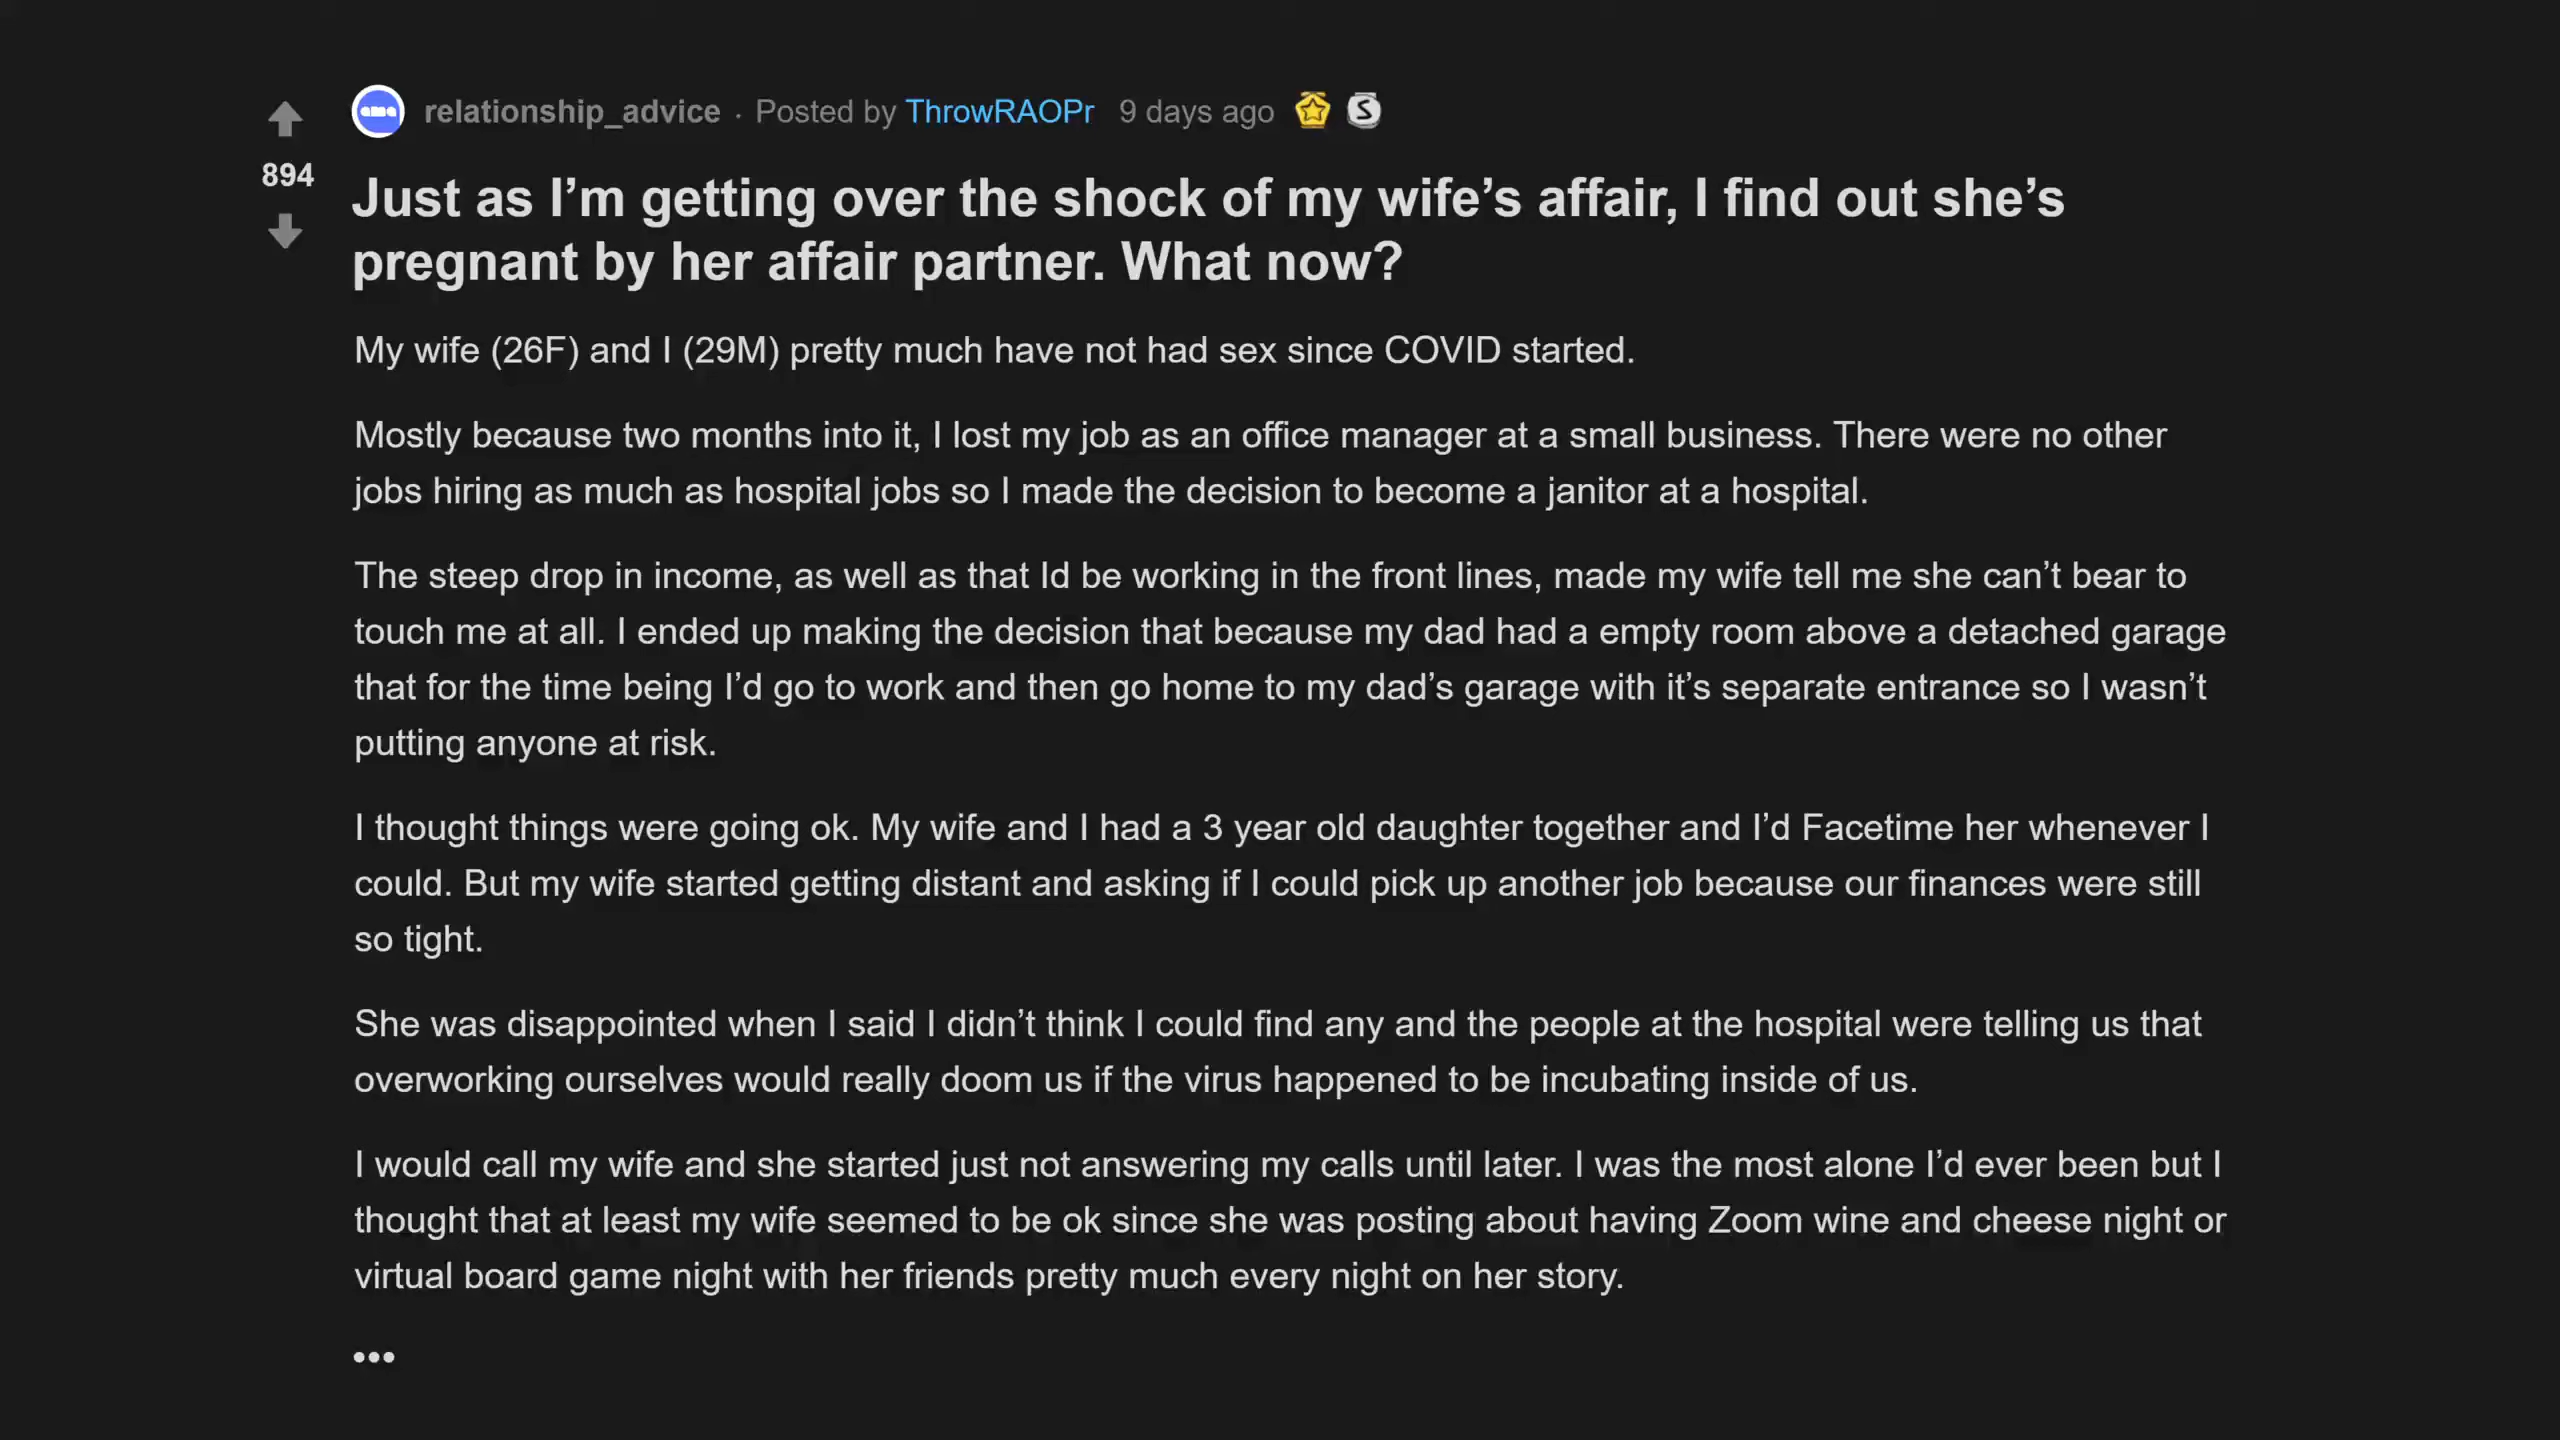 relationship_advice · Posted by ThrowRAOPr 9 days ago
894
Just as I’m getting over the shock of my wife’s affair, I find out she’s
pregnant by her affair partner. What now?
My wife (26F) and I (29M) pretty much have not had sex since COVID started.
Mostly because two months into it, I lost my job as an office manager at a small business. There were no other
jobs hiring as much as hospital jobs so I made the decision to become a janitor at a hospital.
The steep drop in income, as well as that Id be working in the front lines, made my wife tell me she can’t bear to
touch me at all. I ended up making the decision that because my dad had a empty room above a detached garage
that for the time being I’d go to work and then go home to my dad’s garage with it’s separate entrance so I wasn’t
putting anyone at risk.
I thought things were going ok. My wife and I had a 3 year old daughter together and I’d Facetime her whenever I
could. But my wife started getting distant and asking if I could pick up another job because our finances were still
so tight.
She was disappointed when I said I didn’t think I could find any and the people at the hospital were telling us that
overworking ourselves would really doom us if the virus happened to be incubating inside of us.
I would call my wife and she started just not answering my calls until later. I was the most alone I’d ever been but I
thought that at least my wife seemed to be ok since she was posting about having Zoom wine and cheese night or
virtual board game night with her friends pretty much every night on her story.
•••